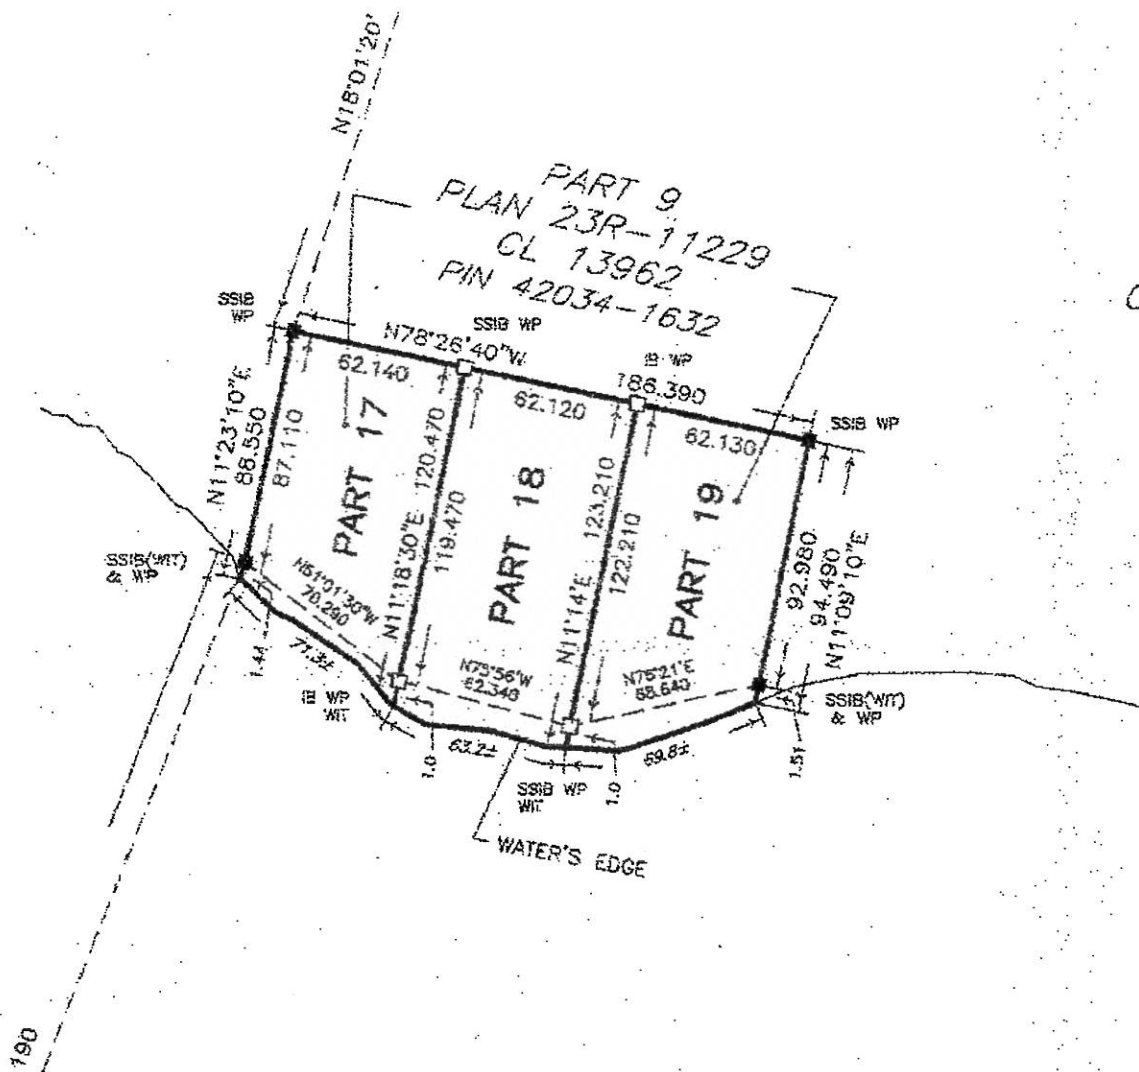 N18°01'20"
PART 9
PLAN 23R-11229
CL 13962
PIN 42034-1632
SSIB
WP
SSIB WP
N78°26'40"W
IB WP
186.390
62.140
62.120
62.130
SSIB WP
N11°23'10"E
88.550
87.110
PART 17
120.470
N11°18'30"E
119.470
PART 18
123.210
N11°14'E
122.210
PART 19
92.980
94.490
N11°09'10"E
SSIB(WIT)
& WP
N51°01'30"W
70.290
N73°56'W
62.340
N76°21'E
68.640
SSIB(WIT)
& WP
1.44
71.3±
IB WP
WIT
1.0
63.2±
SSIB WP
WIT
1.0
69.8±
1.51
WATER'S EDGE
190